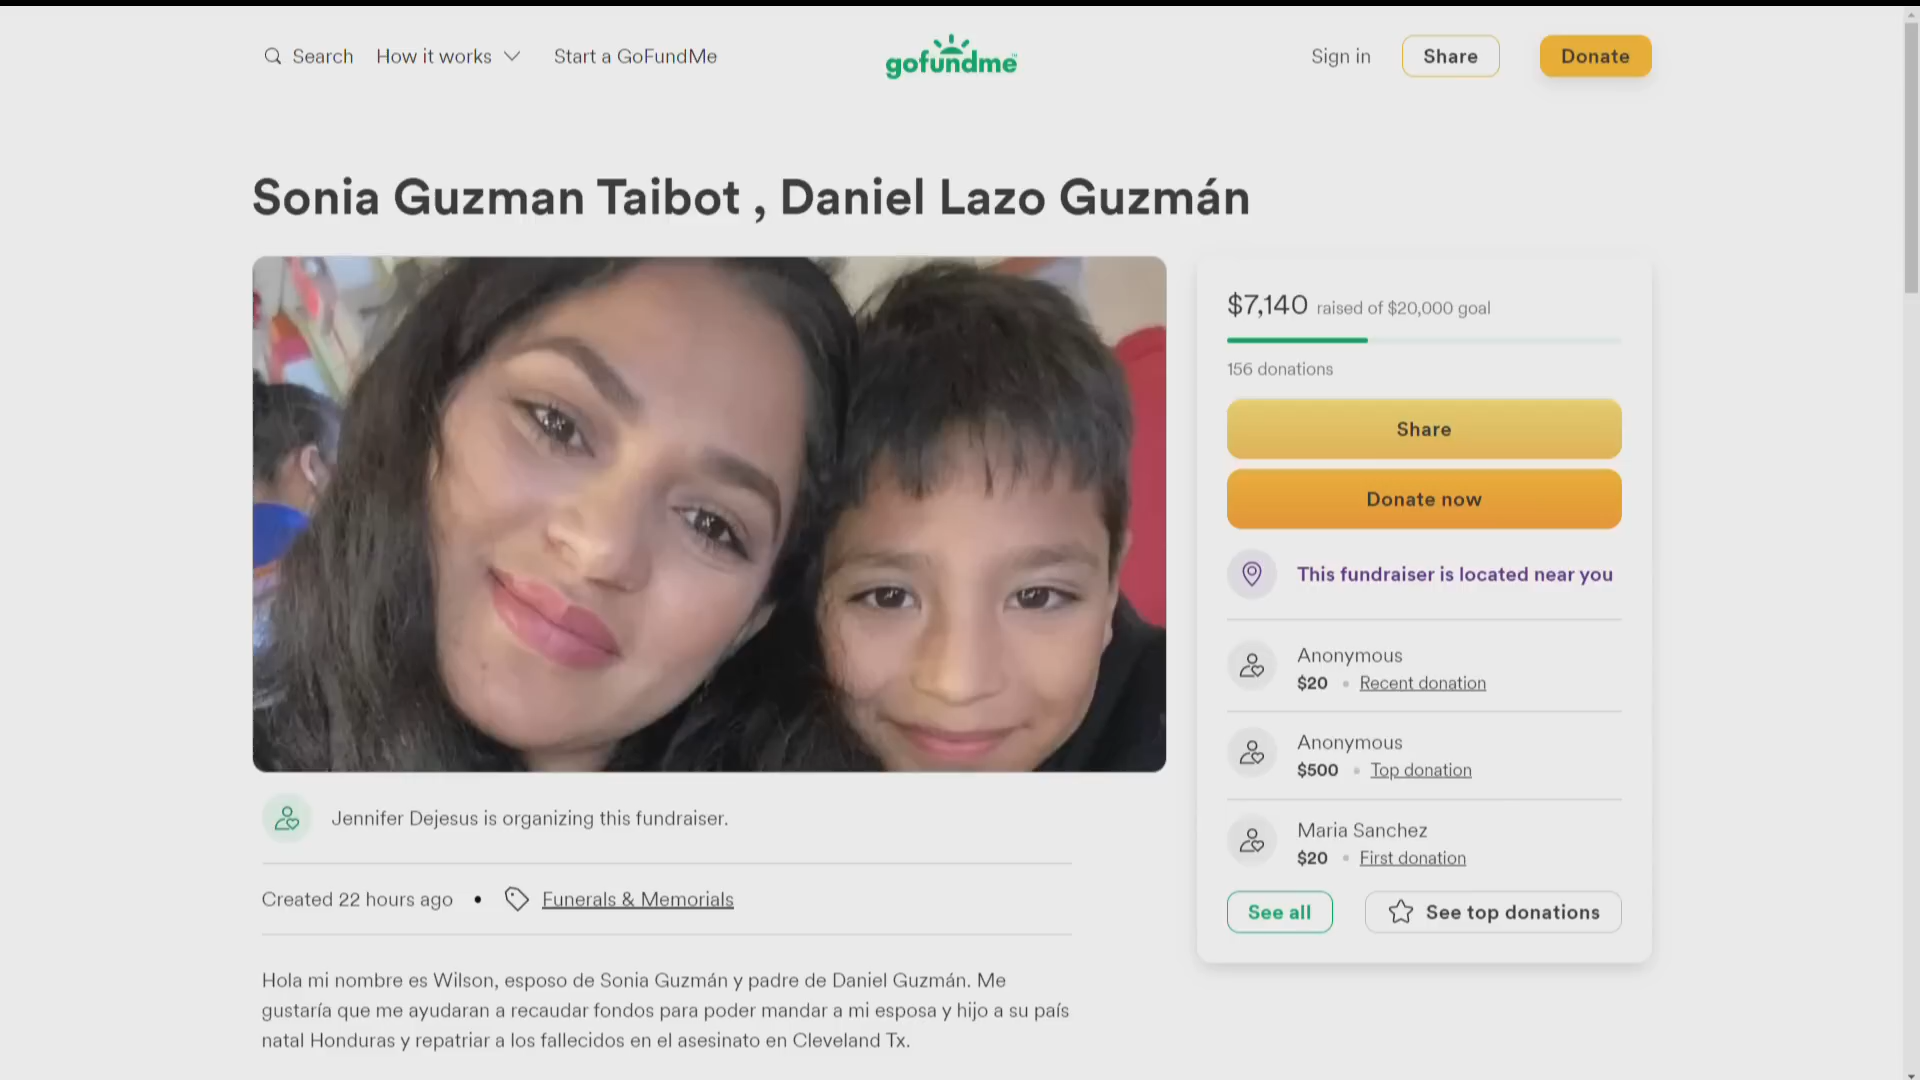 Search How it works Start a GoFundMe gofundme Sign in Share Donate
Sonia Guzman Taibot , Daniel Lazo Guzmán
$7,140 raised of $20,000 goal
156 donations
Share
Donate now
This fundraiser is located near you
Anonymous
$20 • Recent donation
Anonymous
$500 • Top donation
Maria Sanchez
$20 • First donation
See all See top donations
Jennifer Dejesus is organizing this fundraiser.
Created 22 hours ago • Funerals & Memorials
Hola mi nombre es Wilson, esposo de Sonia Guzmán y padre de Daniel Guzmán. Me
gustaría que me ayudaran a recaudar fondos para poder mandar a mi esposa y hijo a su país
natal Honduras y repatriar a los fallecidos en el asesinato en Cleveland Tx.